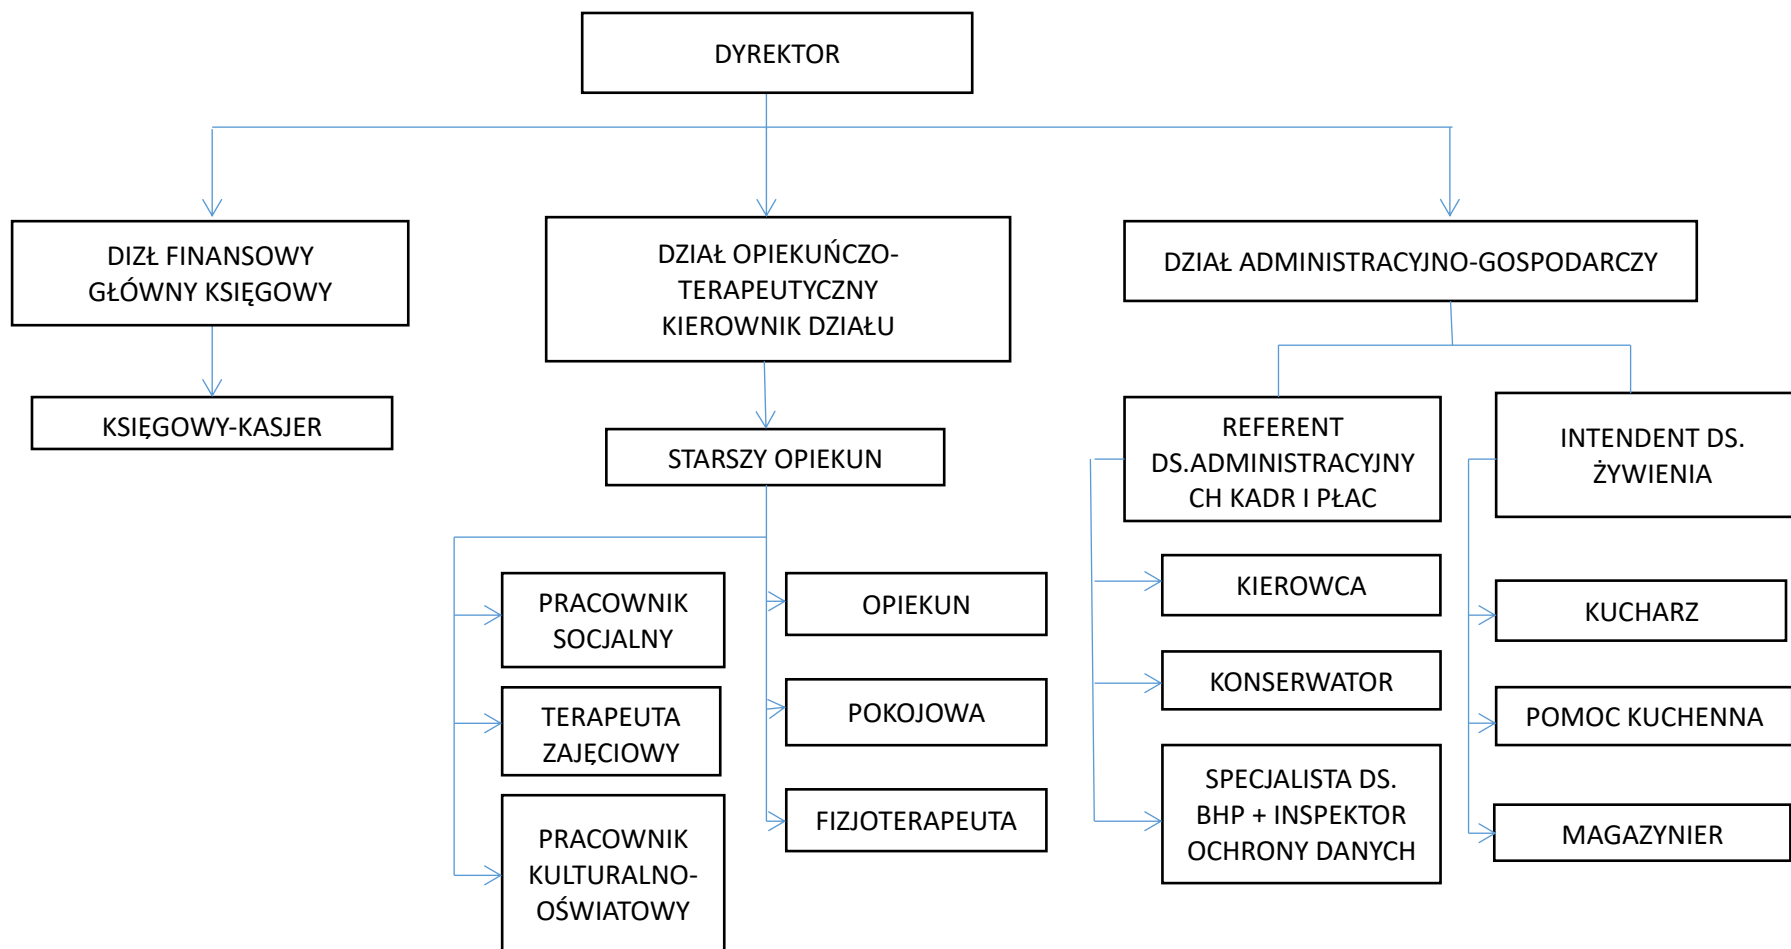 DYREKTOR
DIZŁ FINANSOWY
GŁÓWNY KSIĘGOWY
DZIAŁ OPIEKUŃCZO-
TERAPEUTYCZNY
KIEROWNIK DZIAŁU
DZIAŁ ADMINISTRACYJNO-GOSPODARCZY
KSIĘGOWY-KASJER
STARSZY OPIEKUN
REFERENT
DS.ADMINISTRACYJNY
CH KADR I PŁAC
INTENDENT DS.
ŻYWIENIA
PRACOWNIK
SOCJALNY
TERAPEUTA
ZAJĘCIOWY
PRACOWNIK
KULTURALNO-
OŚWIATOWY
OPIEKUN
POKOJOWA
FIZJOTERAPEUTA
KIEROWCA
KONSERWATOR
SPECJALISTA DS.
BHP + INSPEKTOR
OCHRONY DANYCH
KUCHARZ
POMOC KUCHENNA
MAGAZYNIER